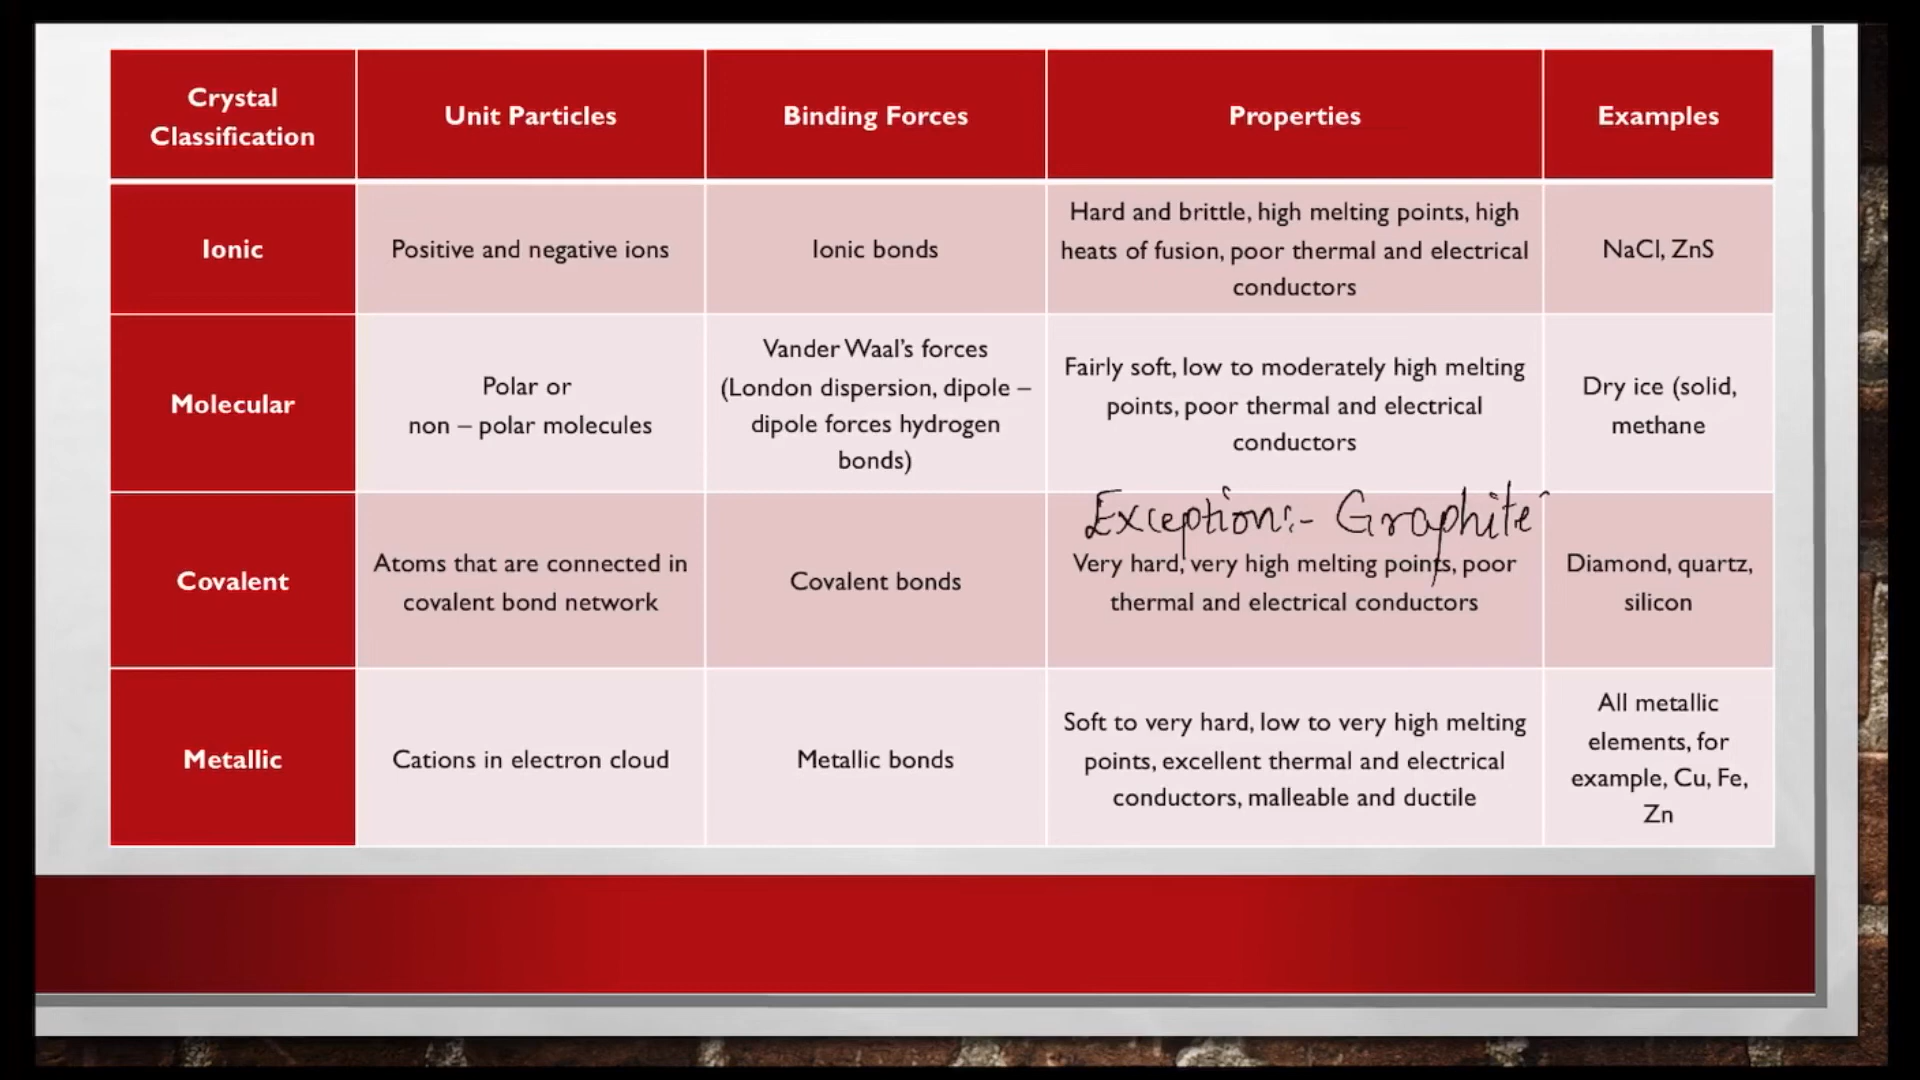 Crystal
Classification
Unit Particles
Binding Forces
Properties
Examples
Ionic
Positive and negative ions
Ionic bonds
Hard and brittle, high melting points, high
heats of fusion, poor thermal and electrical
conductors
NaCl, ZnS
Molecular
Polar or
non – polar molecules
Vander Waal's forces
(London dispersion, dipole –
dipole forces hydrogen
bonds)
Fairly soft, low to moderately high melting
points, poor thermal and electrical
conductors
Dry ice (solid,
methane
Covalent
Atoms that are connected in
covalent bond network
Covalent bonds
Exception:- Graphite
Very hard, very high melting points, poor
thermal and electrical conductors
Diamond, quartz,
silicon
Metallic
Cations in electron cloud
Metallic bonds
Soft to very hard, low to very high melting
points, excellent thermal and electrical
conductors, malleable and ductile
All metallic
elements, for
example, Cu, Fe,
Zn